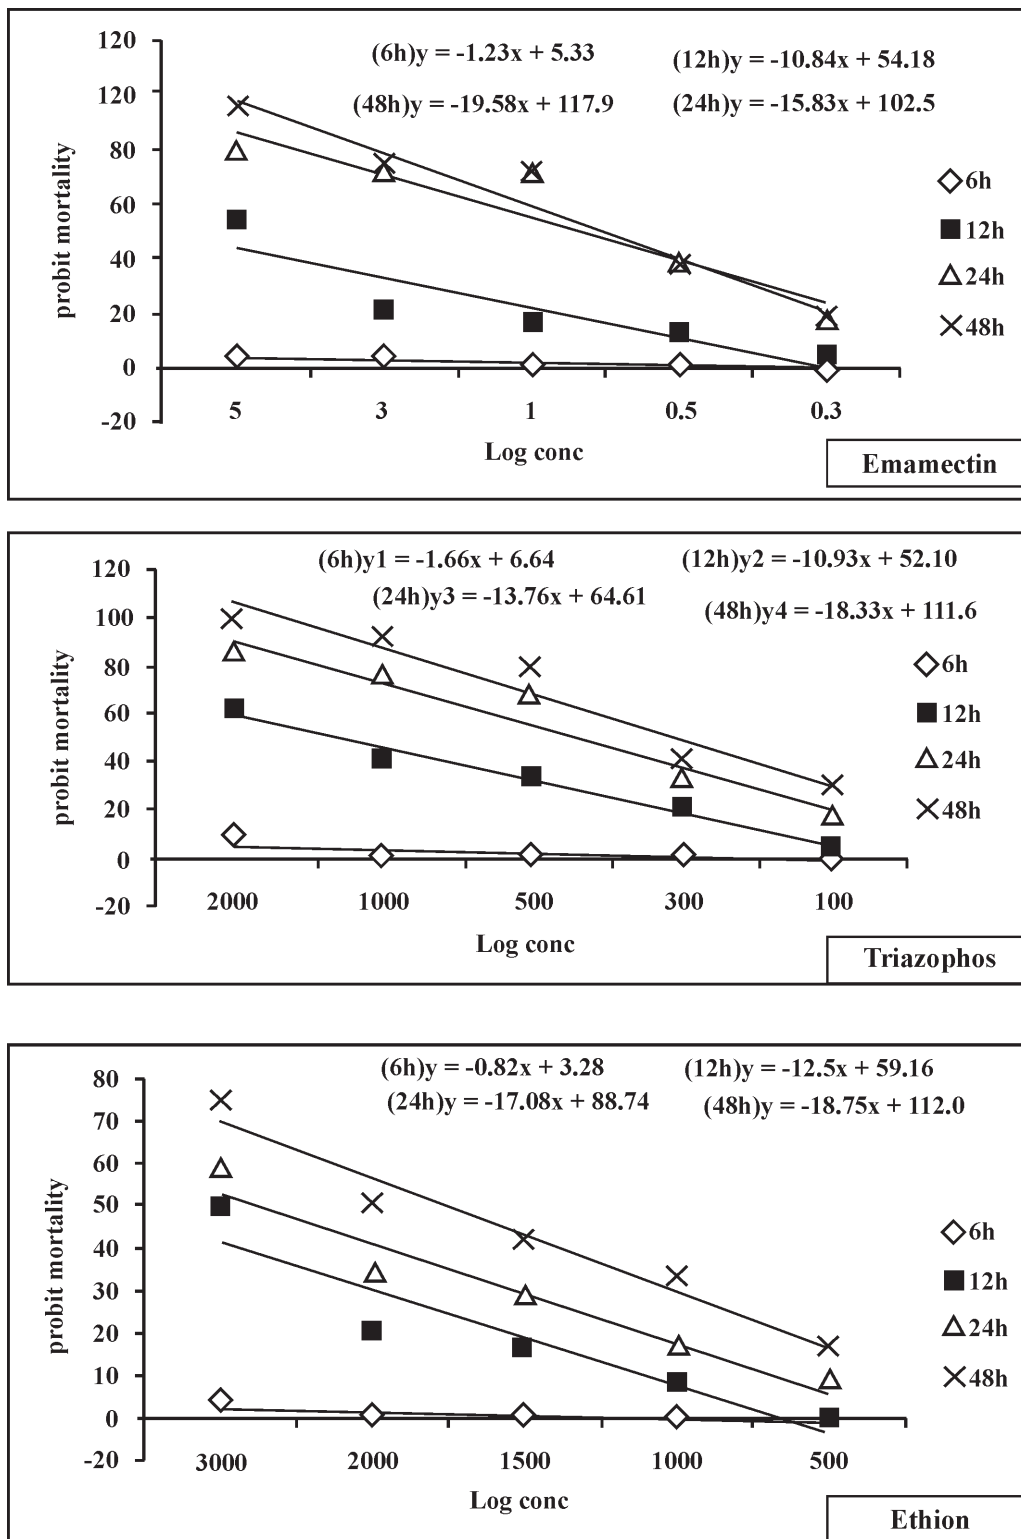 120
(6h)y = -1.23x + 5.33
(12h)y = -10.84x + 54.18
120
(48h)y = -19.58x + 117.9
(24h)y = -15.83x + 102.5
80
60
40
20
0
-20
probit mortality
6h
12h
24h
48h
5 3 1 0.5 0.3
Log conc
Emamectin
(6h)y1 = -1.66x + 6.64
(12h)y2 = -10.93x + 52.10
120
(24h)y3 = -13.76x + 64.61
(48h)y4 = -18.33x + 111.6
100
80
60
40
20
0
-20
probit mortality
6h
12h
24h
48h
2000 1000 500 300 100
Log conc
Triazophos
(6h)y = -0.82x + 3.28
(12h)y = -12.5x + 59.16
80
(24h)y = -17.08x + 88.74
(48h)y = -18.75x + 112.0
70
60
50
40
30
20
10
0
-20
probit mortality
6h
12h
24h
48h
3000 2000 1500 1000 500
Log conc
Ethion